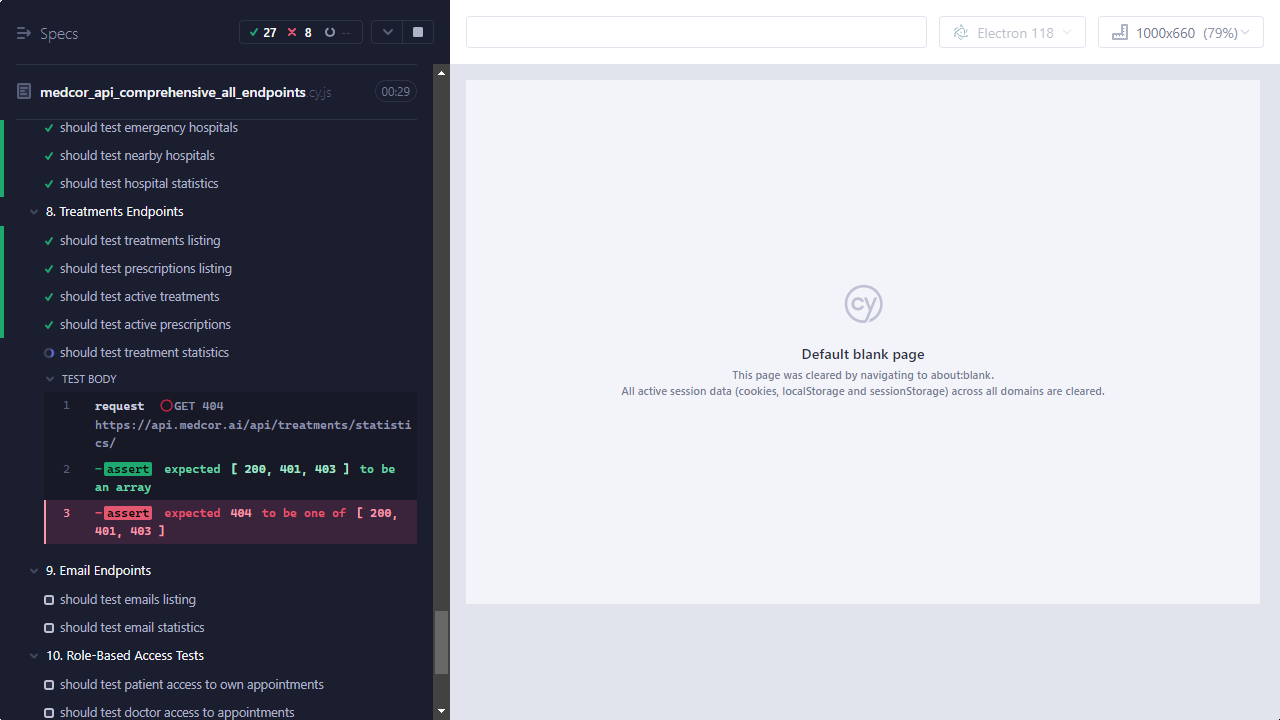 Specs
27 8 --
Electron 118
1000x660 (79%)
medcor_api_comprehensive_all_endpoints.cy.js 00:29
should test emergency hospitals
should test nearby hospitals
should test hospital statistics
8. Treatments Endpoints
should test treatments listing
should test prescriptions listing
should test active treatments
should test active prescriptions
should test treatment statistics
TEST BODY
1 request GET 404
https://api.medcor.ai/api/treatments/statisti
cs/
2 -assert expected [ 200, 401, 403 ] to be
an array
3 -assert expected 404 to be one of [ 200,
401, 403 ]
9. Email Endpoints
should test emails listing
should test email statistics
10. Role-Based Access Tests
should test patient access to own appointments
should test doctor access to appointments
cy
Default blank page
This page was cleared by navigating to about:blank.
All active session data (cookies, localStorage and sessionStorage) across all domains are cleared.